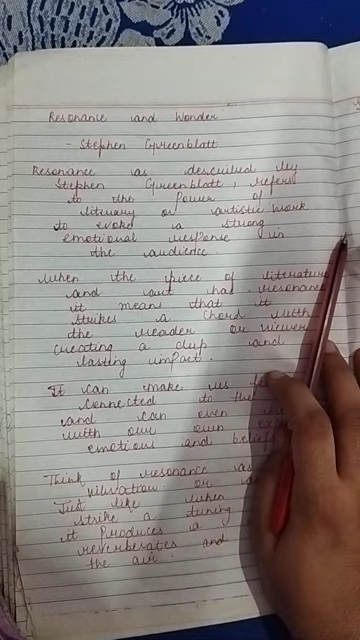 Resonance and Wonder
- Stephen Greenblatt
Resonance as described by
Stephen Greenblatt, refers
to the Power of
literary or artistic work
to evoke a strong
emotional response in
the audience.
when the piece of literature
and art has resonance
it means that it
strikes a chord with
the reader or viewer
creating a deep and
lasting impact.
It can make us
connected to the
and can even
with our own
emotions and
Think of resonance as
vibration or
Just like when
strike a tuning
it Produces a
reverberates and
the air.